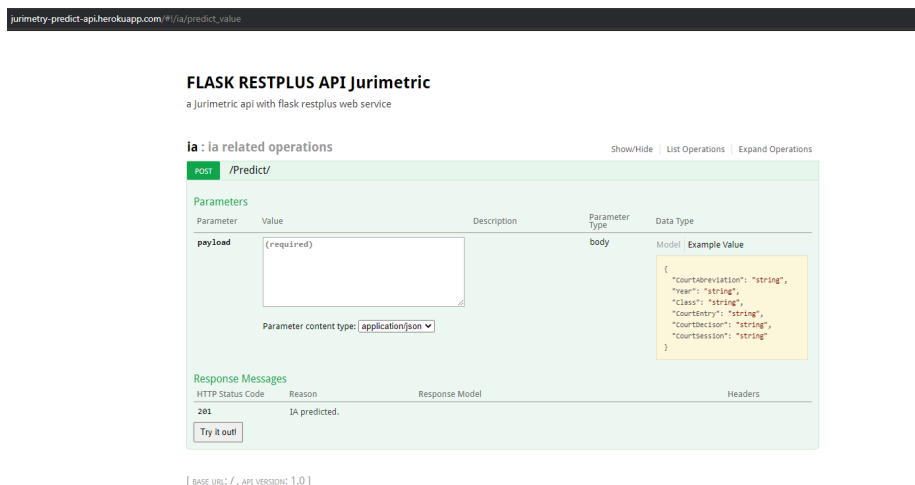 jurimetry-predict-api.herokuapp.com/#!/ia/predict_value
FLASK RESTPLUS API Jurimetric
a Jurimetric api with flask restplus web service
ia : ia related operations
Show/Hide List Operations Expand Operations
POST /Predict/
Parameters
Parameter Value Description Parameter Type Data Type
payload (required) body Model Example Value
{
"CourtAbreviation": "string",
"Year": "string",
"Class": "string",
"CourtEntry": "string",
"CourtDecisor": "string",
"CourtSession": "string"
}
Parameter content type: application/json
Response Messages
HTTP Status Code Reason Response Model Headers
201 IA predicted.
Try it out!
[ BASE URL: / , API VERSION: 1.0 ]